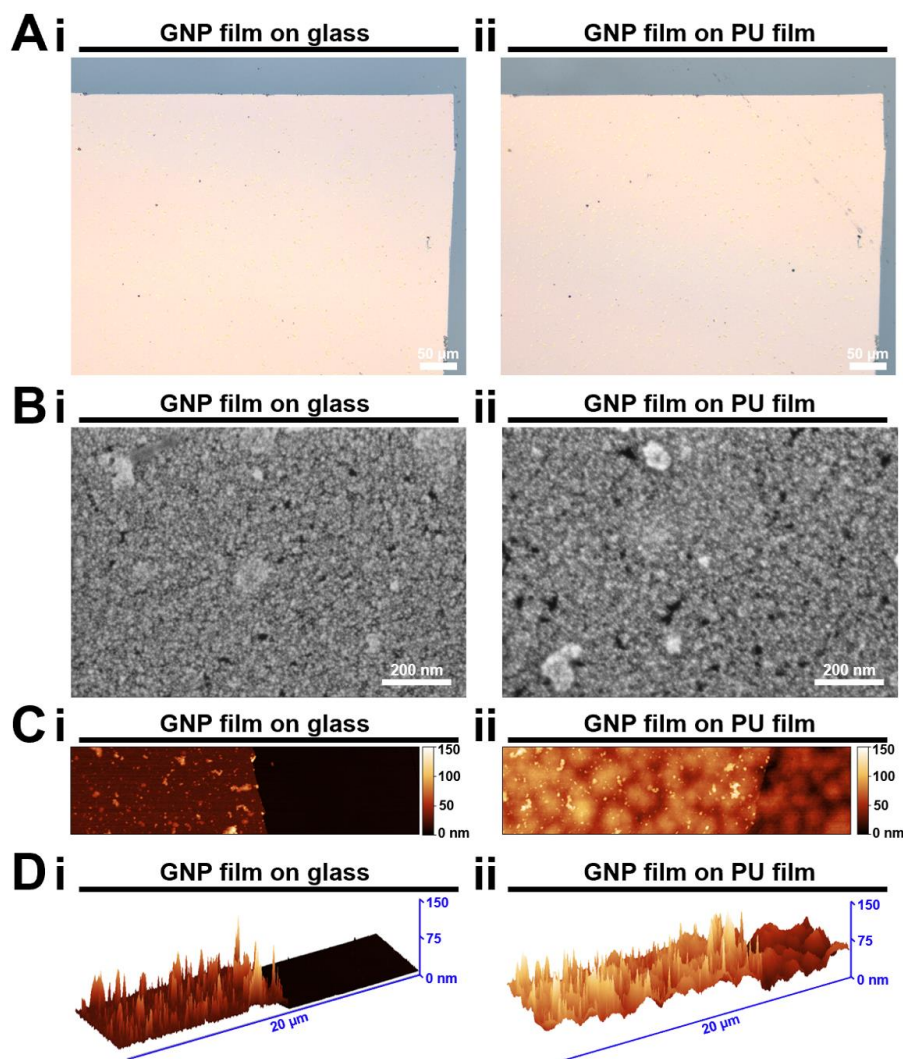 A i GNP film on glass ii GNP film on PU film
50 µm 50 µm
B i GNP film on glass ii GNP film on PU film
200 nm 200 nm
C i GNP film on glass ii GNP film on PU film
150 150
100 100
50 50
0 nm 0 nm
D i GNP film on glass ii GNP film on PU film
150 150
75 75
0 nm 0 nm
20 µm 20 µm